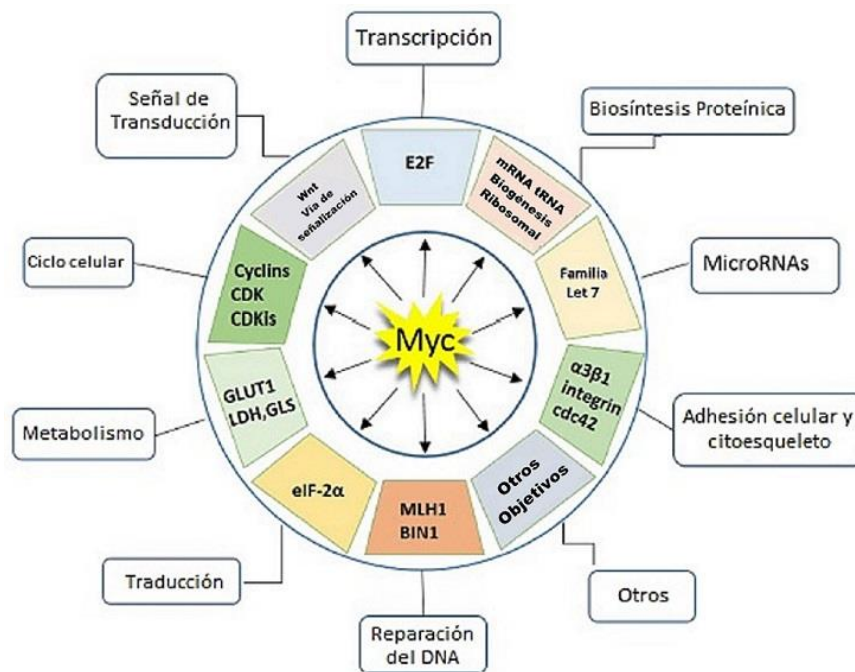 Transcripción
Señal de
Transducción
Biosíntesis Proteínica
E2F
Wnt
Vía de
señalización
mRNA tRNA
Biogénesis
Ribosomal
Ciclo celular
Cyclins
CDK
CDKIs
Familia
Let 7
MicroRNAs
Myc
GLUT1
LDH,GLS
α3β1
integrin
cdc42
Metabolismo
Adhesión celular y
citoesqueleto
eIF-2α
MLH1
BIN1
Otros
Objetivos
Traducción
Reparación
del DNA
Otros